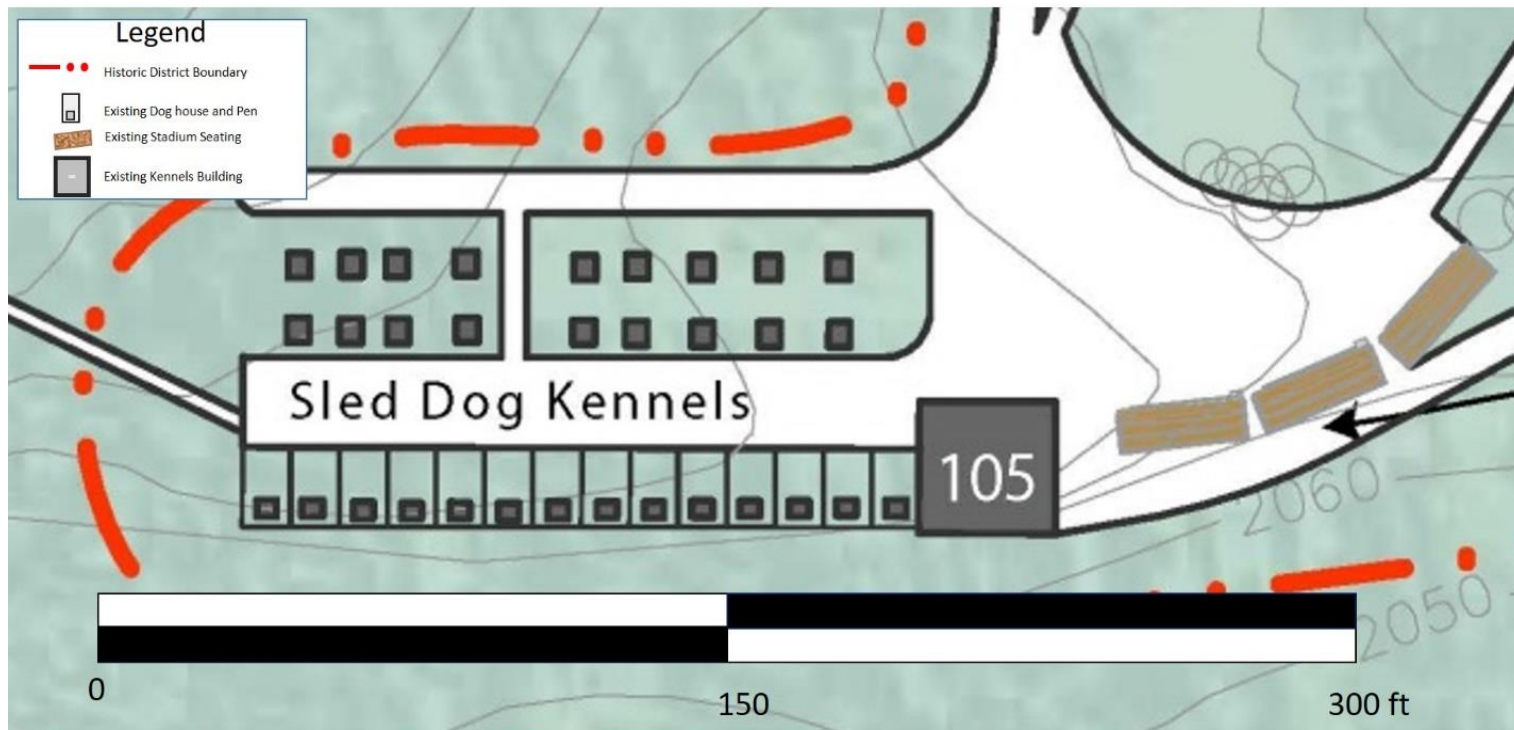 Legend
Historic District Boundary
Existing Dog house and Pen
Existing Stadium Seating
Existing Kennels Building
Sled Dog Kennels
105
2060
2050
0
150
300 ft